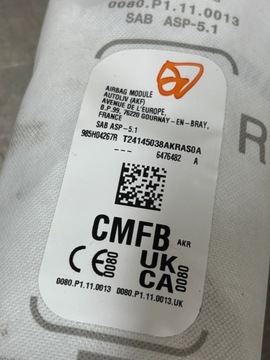 0080.P1.11.0013
SAB ASP-5.1
AIRBAG MODULE
AUTOLIV (AKF)
AVENUE DE L'EUROPE,
B.P.95, 76220 GOURNAY-EN-BRAY,
FRANCE
SAB ASP-5.1
985H04267R T24145038AKRAS0A
6476482 A
CMFB AKR
CE 0080 UK CA 0080
0080.P1.11.0013 0080.P1.11.0013.UK
R